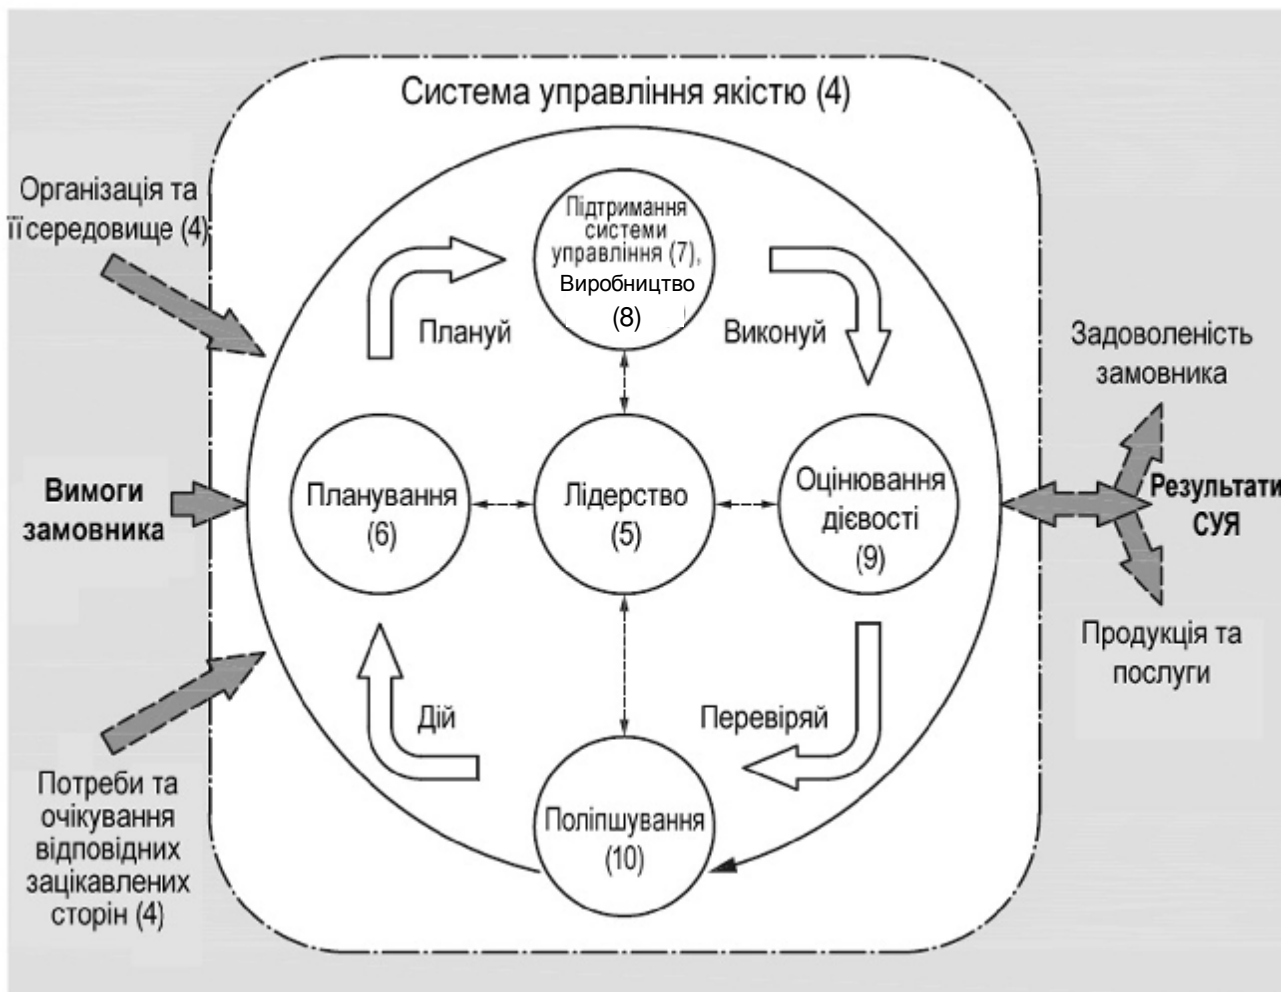 Система управління якістю (4)
Організація та
її середовище (4)
Підтримання
системи
управління (7),
Виробництво
(8)
Плануй
Виконуй
Задоволеність
замовника
Вимоги
замовника
Планування
(6)
Лідерство
(5)
Оцінювання
дієвості
(9)
Результати
СУЯ
Продукція та
послуги
Дій
Перевіряй
Потреби та
очікування
відповідних
зацікавлених
сторін (4)
Поліпшування
(10)